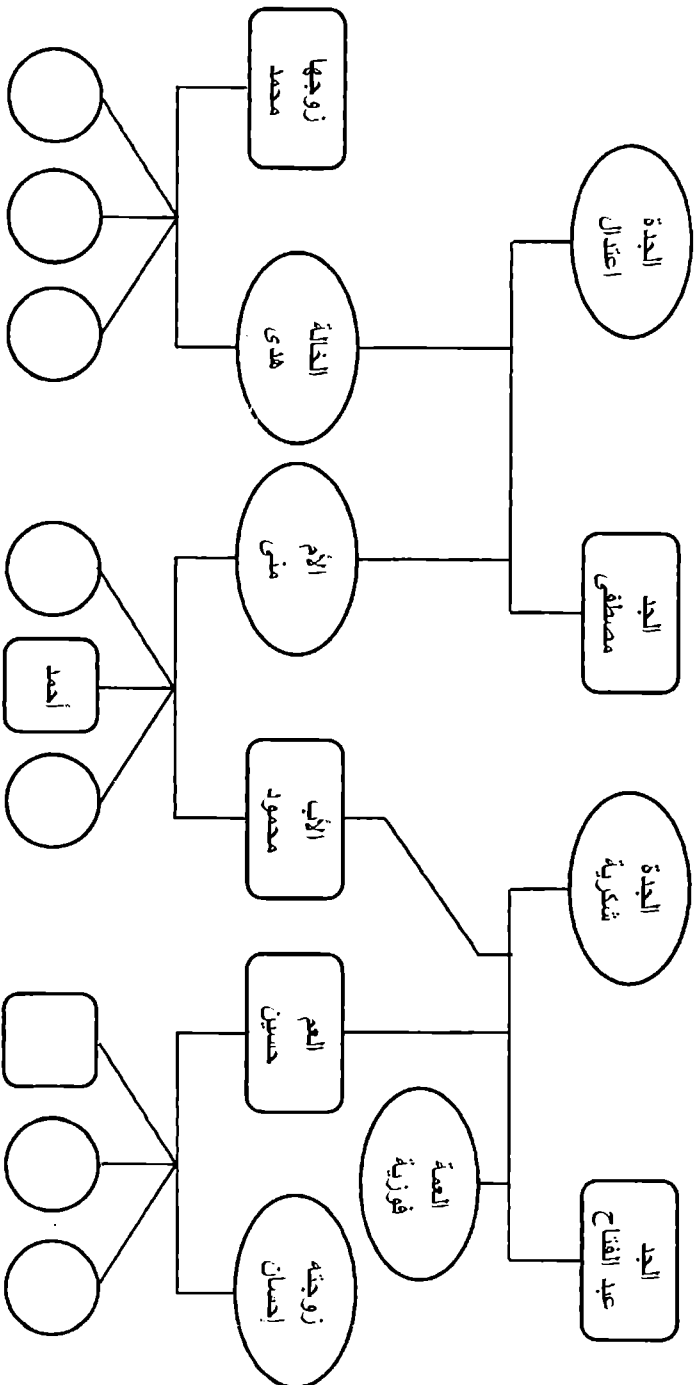 الجد
عبد الفتاح
الجدة
شكرية
الجد
مصطفى
الجدة
اعتدال
العمة
فوزية
زوجته
إحسان
العم
حسين
الأب
محمود
الأم
منى
الخالة
هدى
زوجها
محمد
أحمد